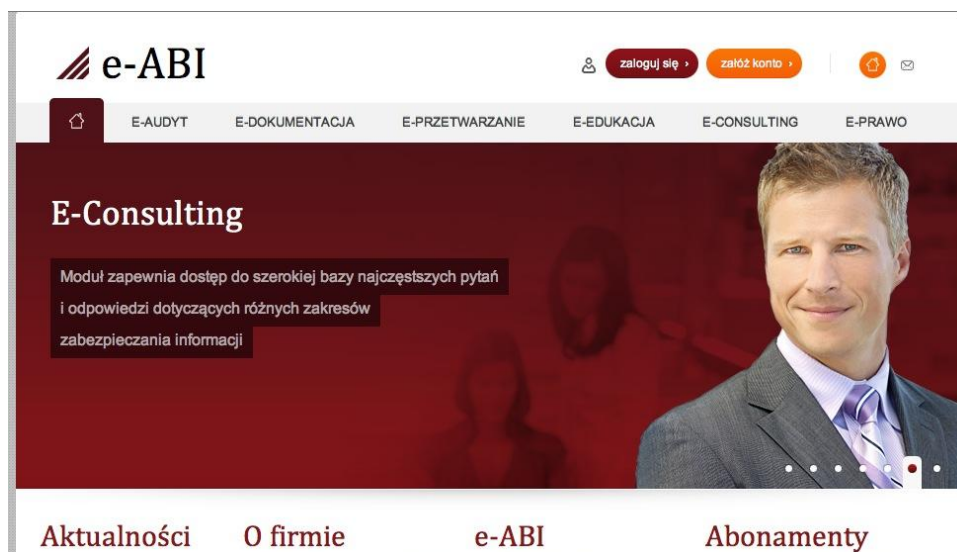 e-ABI
zaloguj się ›
załóż konto ›
E-AUDYT E-DOKUMENTACJA E-PRZETWARZANIE E-EDUKACJA E-CONSULTING E-PRAWO
E-Consulting
Moduł zapewnia dostęp do szerokiej bazy najczęstszych pytań
i odpowiedzi dotyczących różnych zakresów
zabezpieczania informacji
Aktualności O firmie e-ABI Abonamenty